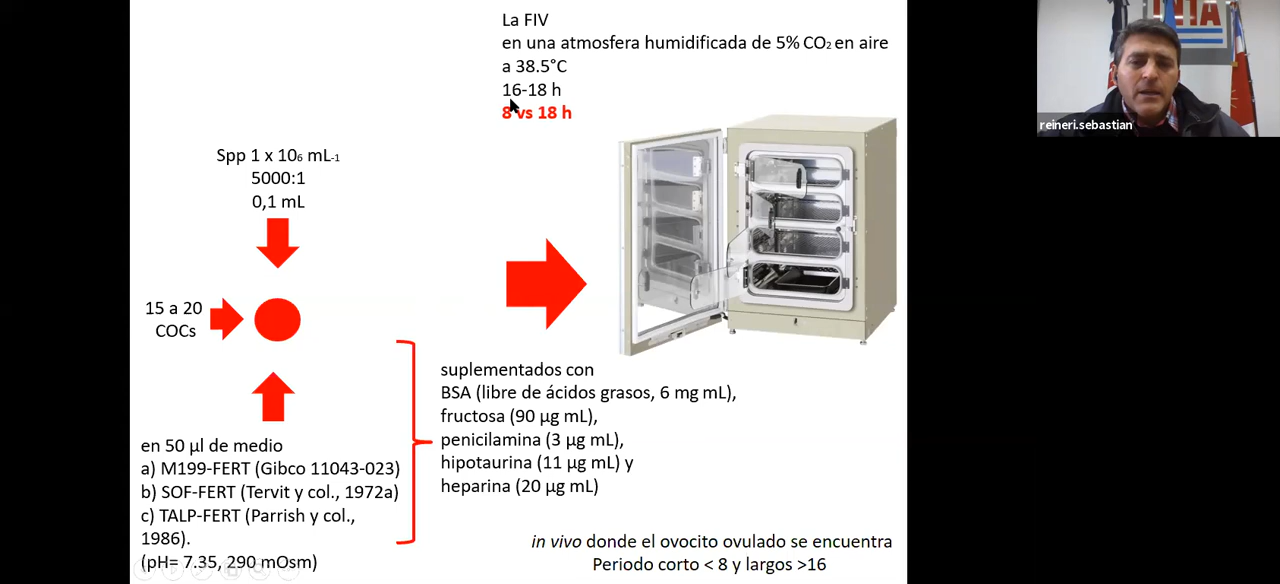 La FIV
en una atmosfera humidificada de 5% CO2 en aire
a 38.5°C
16-18 h
8 vs 18 h
Spp 1 x 106 mL-1
5000:1
0,1 mL
15 a 20
COCs
en 50 µl de medio
a) M199-FERT (Gibco 11043-023)
b) SOF-FERT (Tervit y col., 1972a)
c) TALP-FERT (Parrish y col.,
1986).
(pH= 7.35, 290 mOsm)
suplementados con
BSA (libre de ácidos grasos, 6 mg mL),
fructosa (90 µg mL),
penicilamina (3 µg mL),
hipotaurina (11 µg mL) y
heparina (20 µg mL)
in vivo donde el ovocito ovulado se encuentra
Periodo corto < 8 y largos >16
INTA
reineri.sebastian